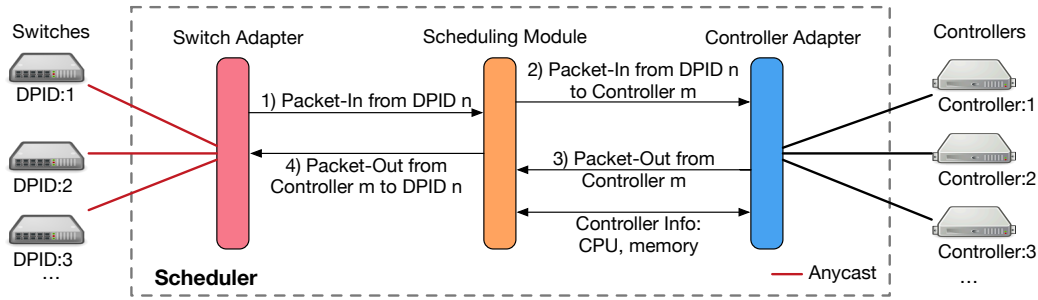 Switches
DPID:1
DPID:2
DPID:3
...
Switch Adapter
Scheduling Module
Controller Adapter
1) Packet-In from DPID n
2) Packet-In from DPID n
to Controller m
4) Packet-Out from
Controller m to DPID n
3) Packet-Out from
Controller m
Controller Info:
CPU, memory
Scheduler
Anycast
Controllers
Controller:1
Controller:2
Controller:3
...